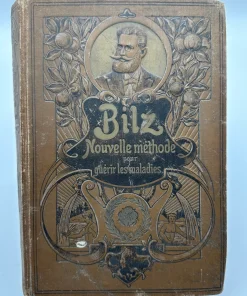 Bilz
Nouvelle méthode
pour
guérir les maladies